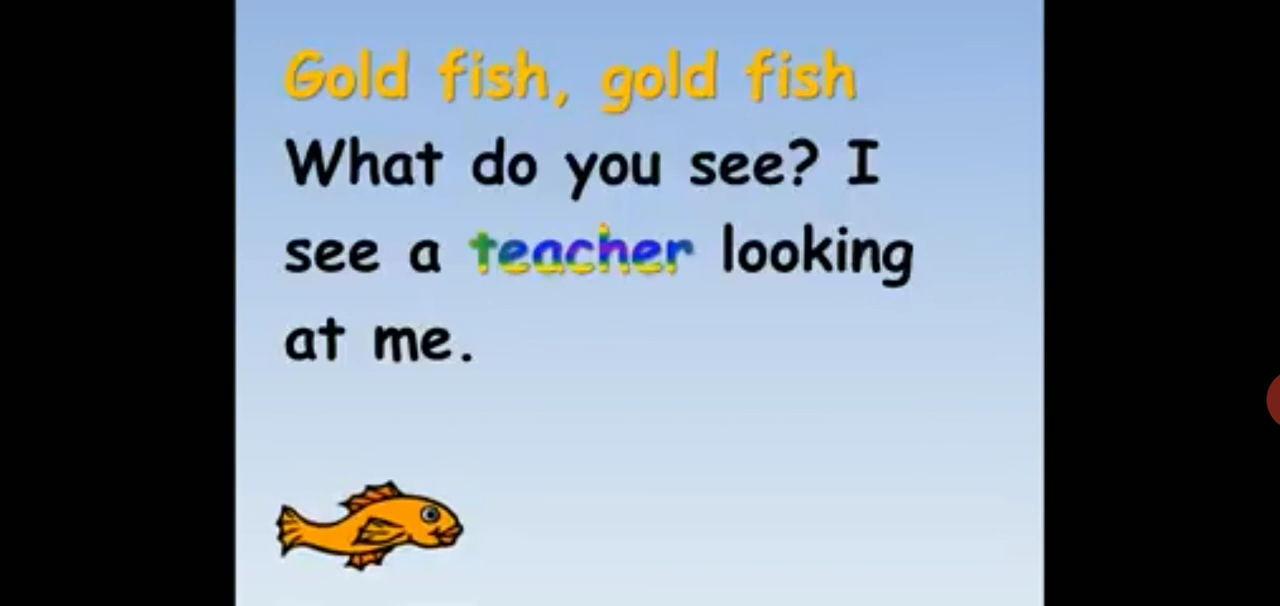 Gold fish, gold fish
What do you see? I
see a teacher looking
at me.